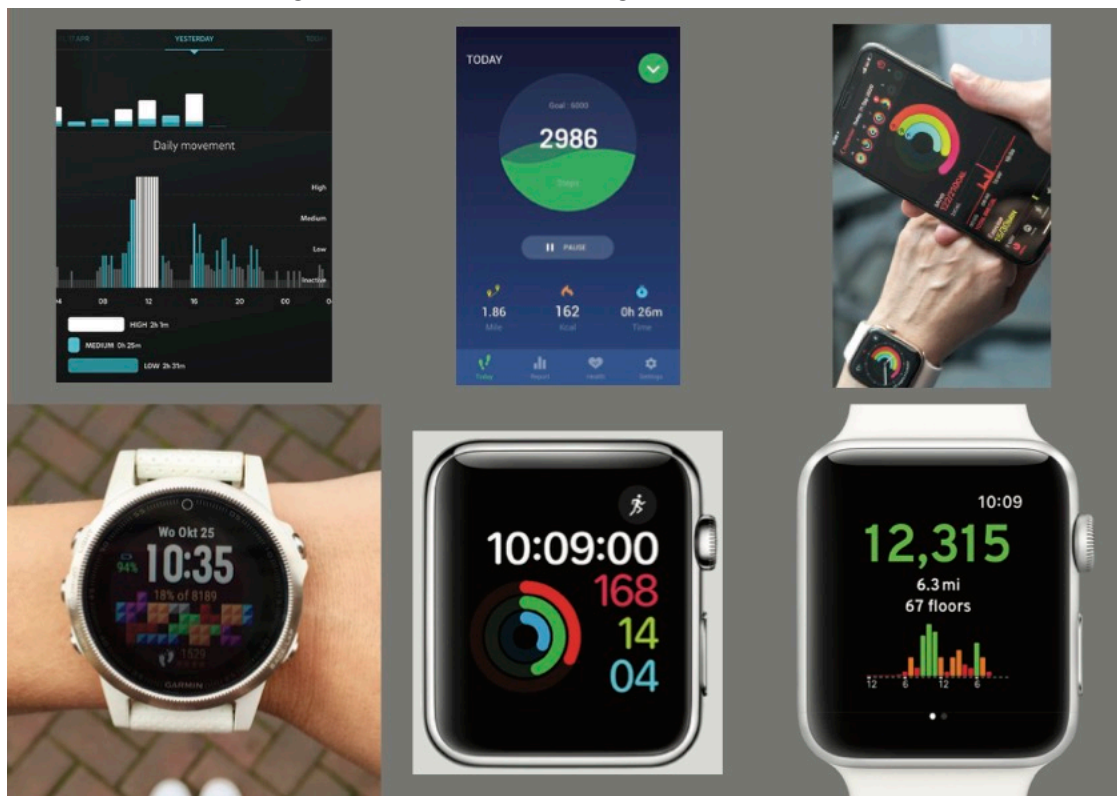 17 APR
YESTERDAY
TODAY
Daily movement
High
Medium
Low
Inactive
08
12
16
20
00
HIGH 2h 1m
MEDIUM 0h 25m
LOW 2h 31m
TODAY
Goal : 6000
2986
Steps
PAUSE
1.86
162
0h 26m
Mile
Kcal
Time
Today
Report
Health
Settings
Wo Okt 25
94%
10:35
18% of 8189
1529
GARMIN
10:09:00
168
14
04
10:09
12,315
6.3 mi
67 floors
12 6 12 6